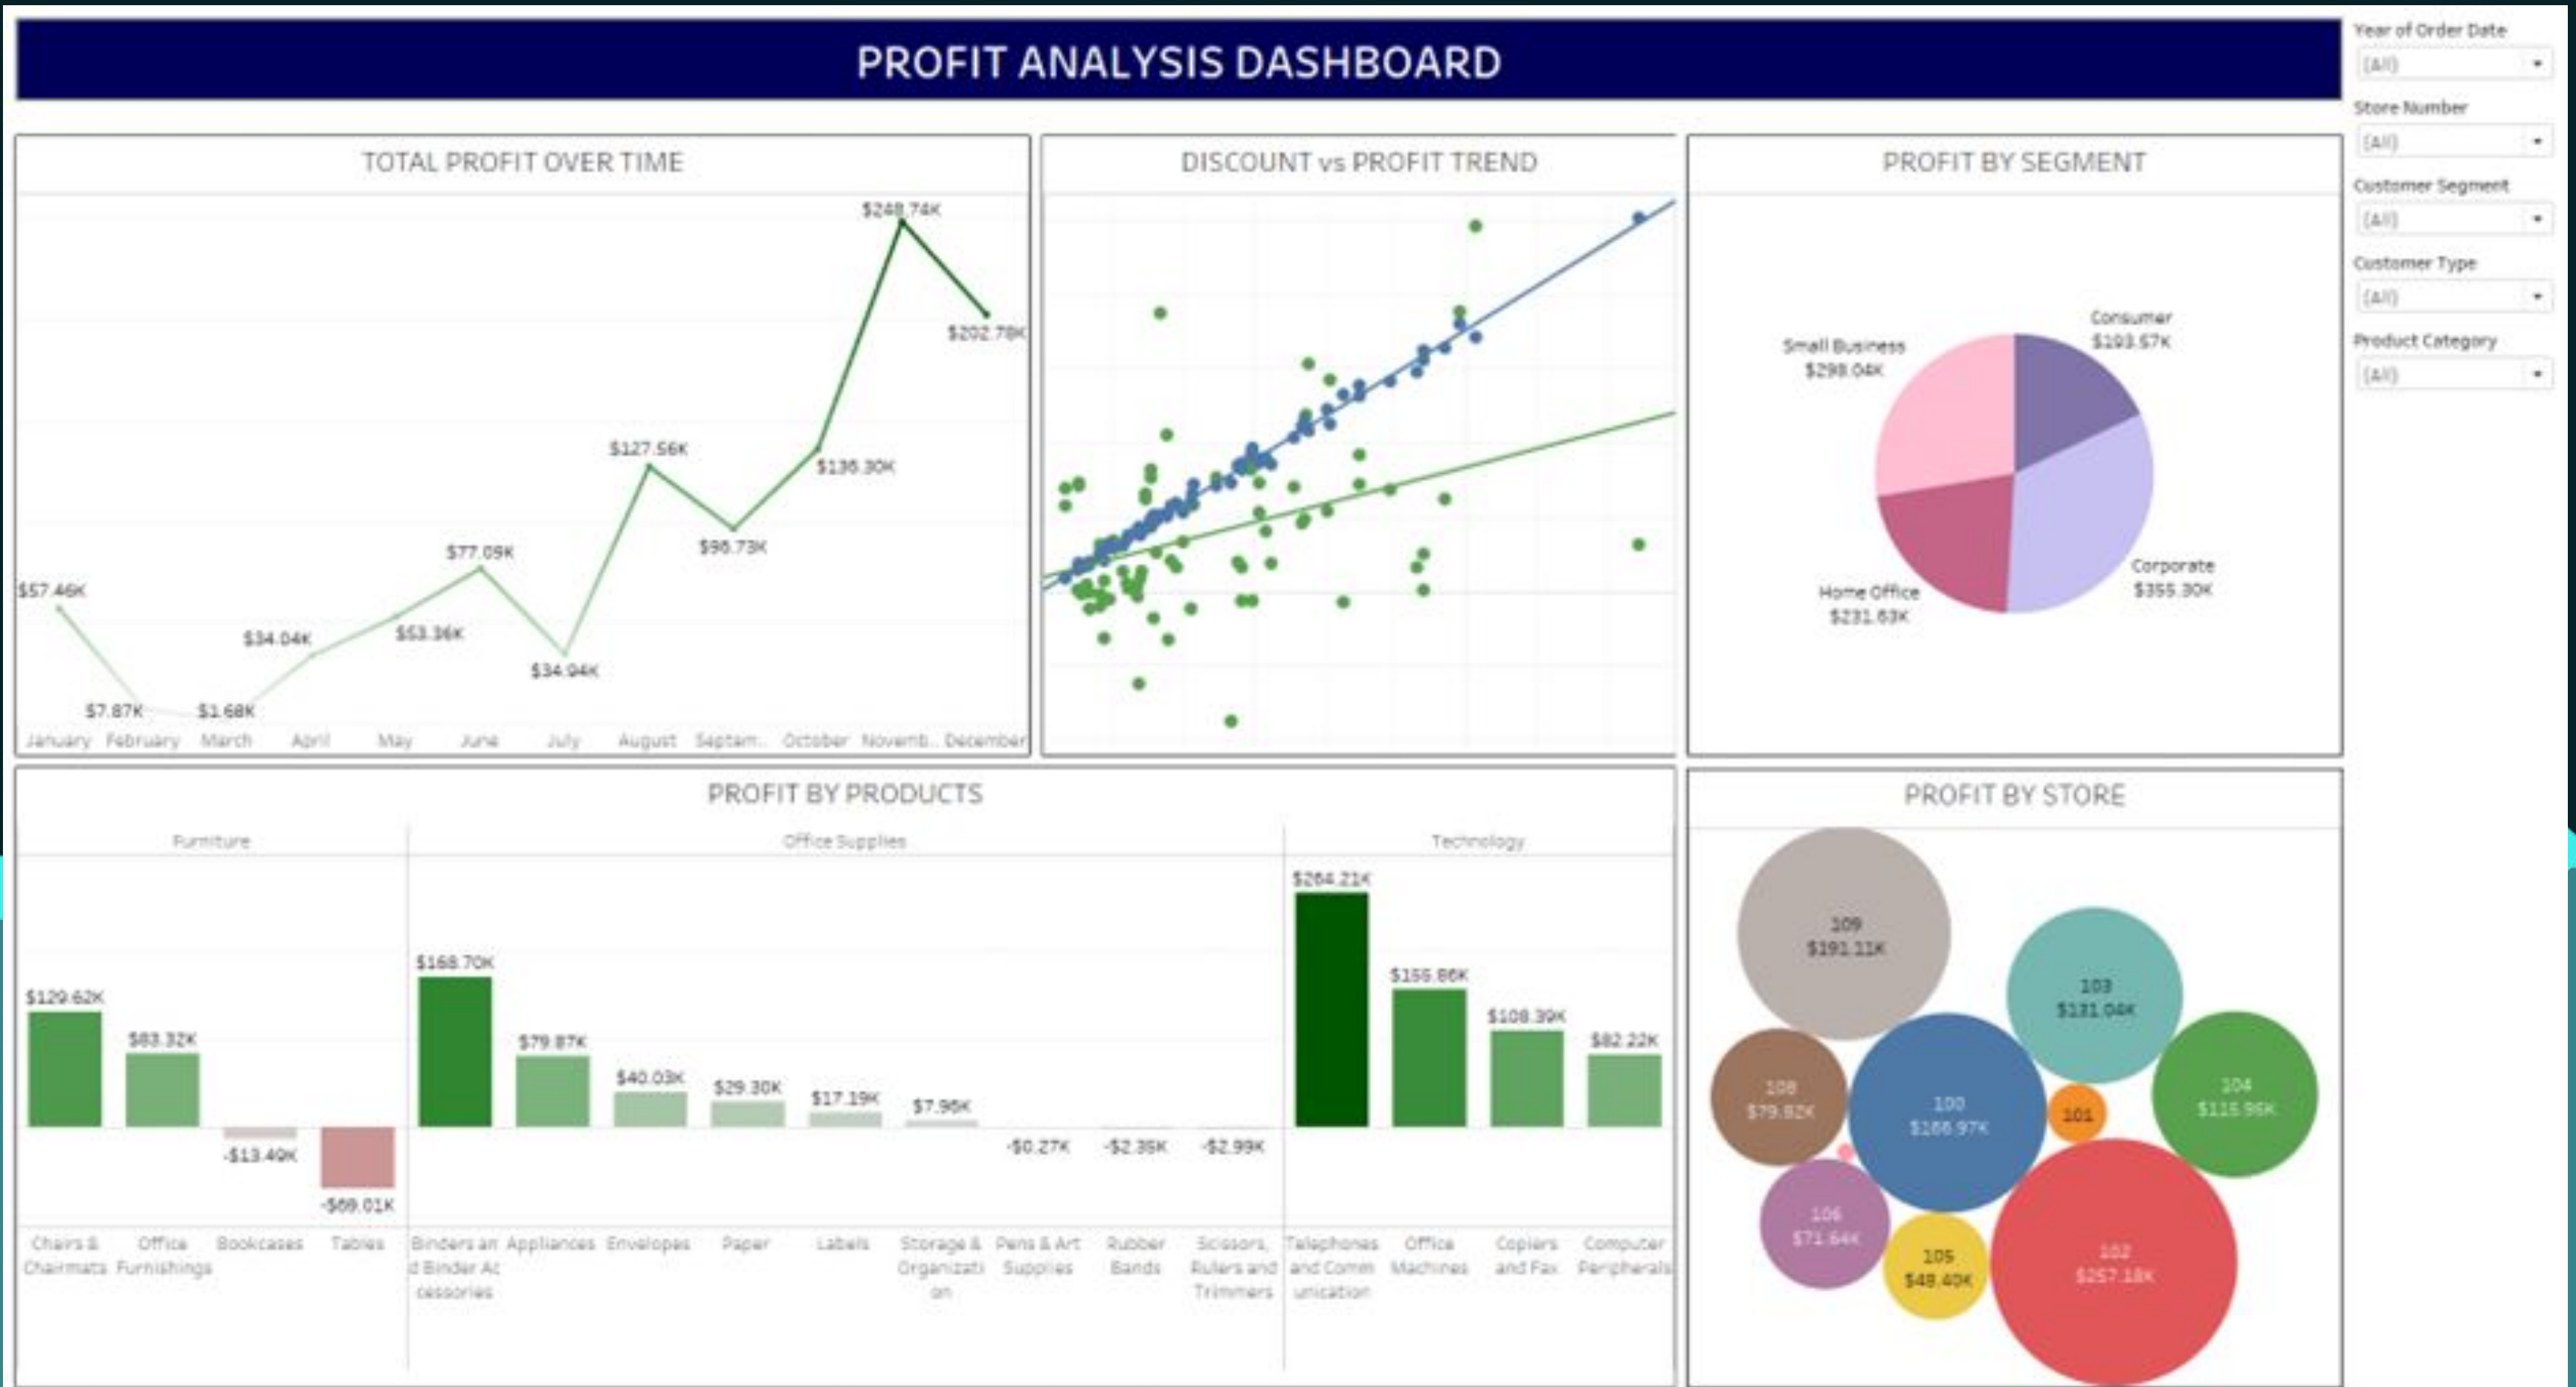 PROFIT ANALYSIS DASHBOARD
Year of Order Date
(All)
Store Number
(All)
Customer Segment
(All)
Customer Type
(All)
Product Category
(All)
TOTAL PROFIT OVER TIME
$248.74K
$202.78K
$127.56K
$136.30K
$77.09K
$96.73K
$57.46K
$34.04K
$53.36K
$34.94K
$7.87K
$1.68K
January February March April May June July August Septem.. October Novemb.. December
DISCOUNT vs PROFIT TREND
PROFIT BY SEGMENT
Consumer
$193.57K
Small Business
$298.04K
Corporate
$355.30K
Home Office
$231.63K
PROFIT BY PRODUCTS
Furniture
Office Supplies
Technology
$129.62K
$83.32K
-$13.49K
-$69.01K
$168.70K
$79.87K
$40.03K
$29.30K
$17.19K
$7.96K
-$0.27K
-$2.35K
-$2.99K
$264.21K
$155.86K
$108.39K
$82.22K
Chairs &
Chairmats
Office
Furnishings
Bookcases
Tables
Binders an
d Binder Ac
cessories
Appliances
Envelopes
Paper
Labels
Storage &
Organizati
on
Pens & Art
Supplies
Rubber
Bands
Scissors,
Rulers and
Trimmers
Telephones
and Comm
unication
Office
Machines
Copiers
and Fax
Computer
Peripherals
PROFIT BY STORE
109
$191.11K
103
$131.04K
108
$79.82K
100
$166.97K
101
104
$115.95K
106
$71.64K
105
$48.40K
102
$257.18K